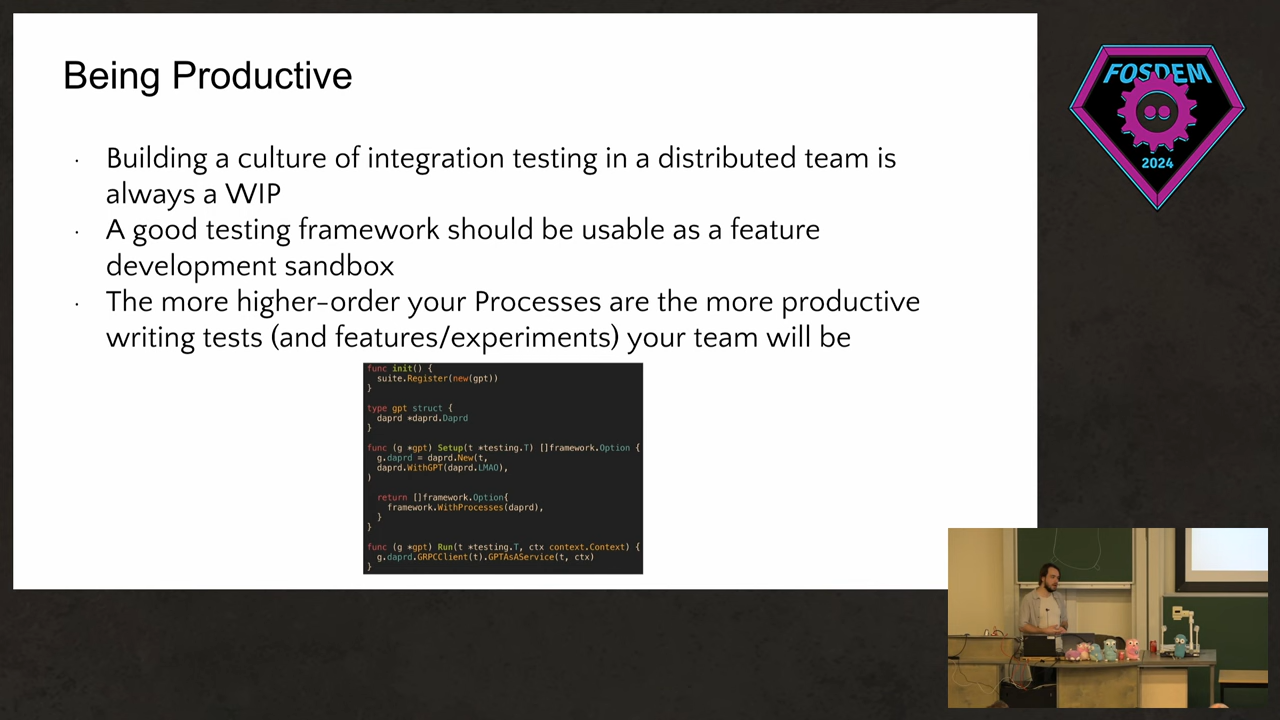 Being Productive
· Building a culture of integration testing in a distributed team is
always a WIP
· A good testing framework should be usable as a feature
development sandbox
· The more higher-order your Processes are the more productive
writing tests (and features/experiments) your team will be
func init() {
  suite.Register(new(gpt))
}
type gpt struct {
  daprd *daprd.Daprd
}
func (g *gpt) Setup(t *testing.T) []framework.Option {
  g.daprd = daprd.New(t,
  daprd.WithGPT(daprd.LMAO),
)
  return []framework.Option{
    framework.WithProcesses(daprd),
  }
}
func (g *gpt) Run(t *testing.T, ctx context.Context) {
  g.daprd.GRPCClient(t).GPTAsAService(t, ctx)
}
FOSDEM
2024